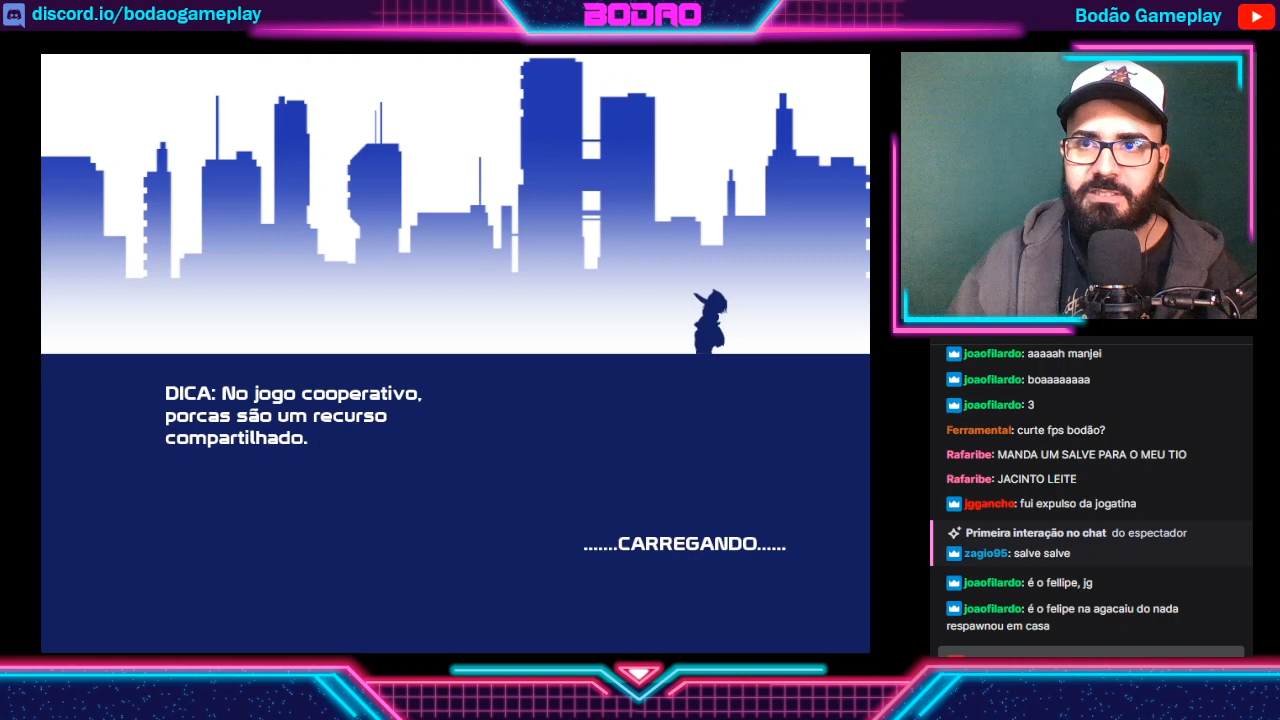 discord.io/bodaogameplay
BODAO
Bodão Gameplay
DICA: No jogo cooperativo,
porcas são um recurso
compartilhado.
.......CARREGANDO......
joaofilardo: aaaaah manjei
joaofilardo: boaaaaaaaa
joaofilardo: 3
Ferramental: curte fps bodão?
Rafaribe: MANDA UM SALVE PARA O MEU TIO
Rafaribe: JACINTO LEITE
jggancho: fui expulso da jogatina
Primeira interação no chat do espectador
zagio95: salve salve
joaofilardo: é o fellipe, jg
joaofilardo: é o felipe na agacaiu do nada
respawnou em casa